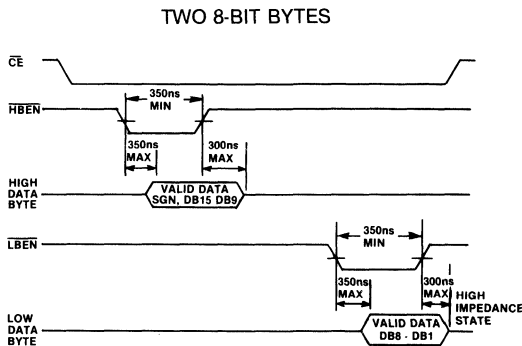 TWO 8-BIT BYTES
CE
HBEN
350ns
MIN
350ns
MAX
300ns
MAX
HIGH
DATA
BYTE
VALID DATA
SGN, DB15 DB9
LBEN
350ns
MIN
350ns
MAX
300ns
MAX
HIGH
IMPEDANCE
STATE
LOW
DATA
BYTE
VALID DATA
DB8 - DB1